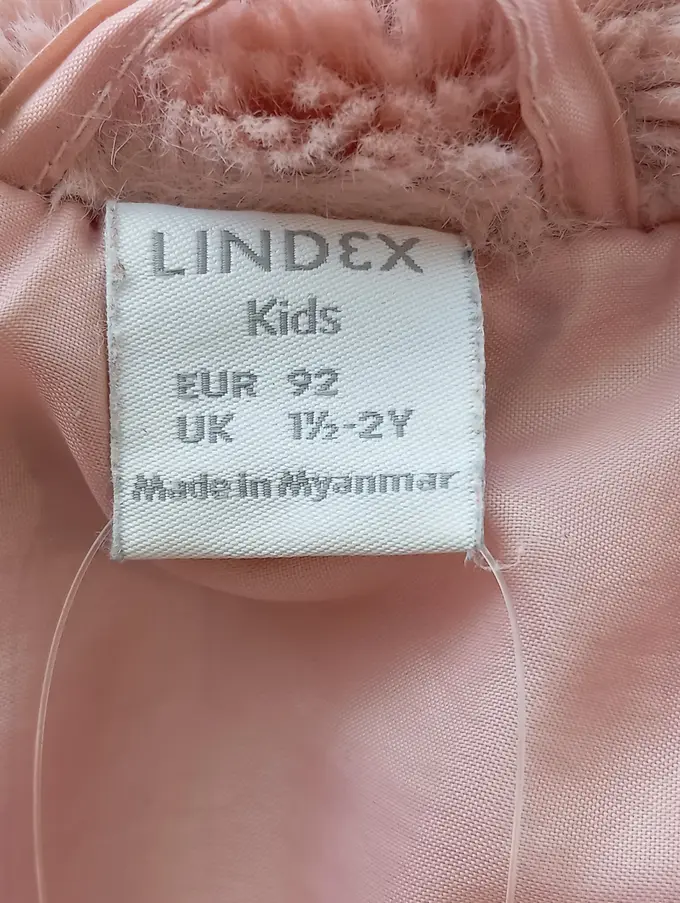 LINDEX
Kids
EUR 92
UK 1½-2Y
Made in Myanmar